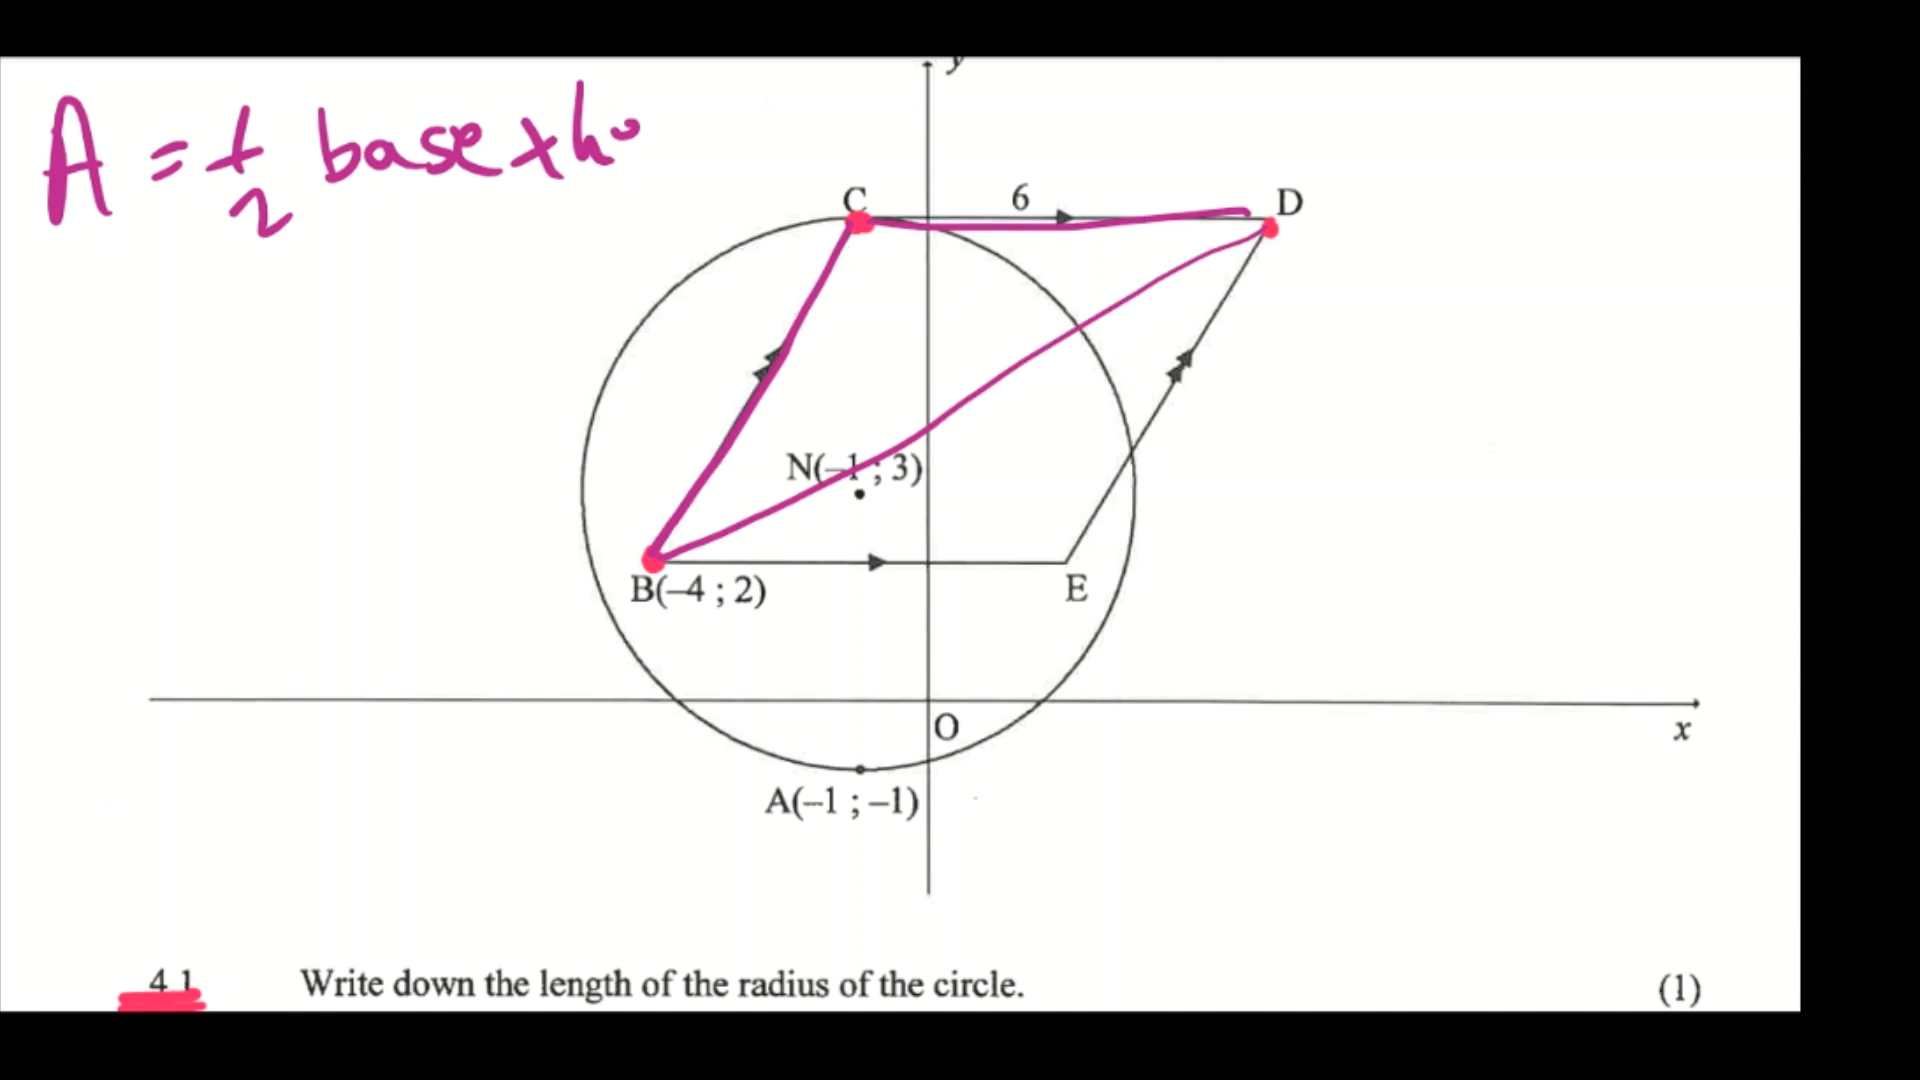 y
A = 1/2 base × h
C 6 D
N(–1 ; 3)
B(–4 ; 2) E
O
x
A(–1 ; –1)
4.1 Write down the length of the radius of the circle. (1)